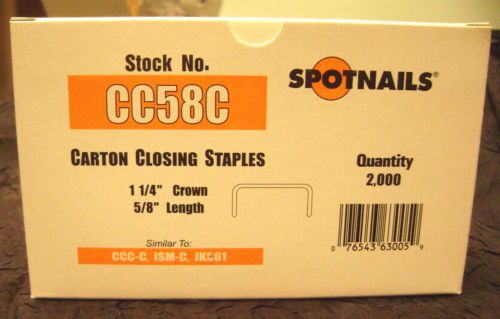 Stock No.
CC58C
SPOTNAILS®
CARTON CLOSING STAPLES
1 1/4" Crown
5/8" Length
Quantity
2,000
Similar To:
CCC-C, ISM-C, JK561
0 76543 63005 9